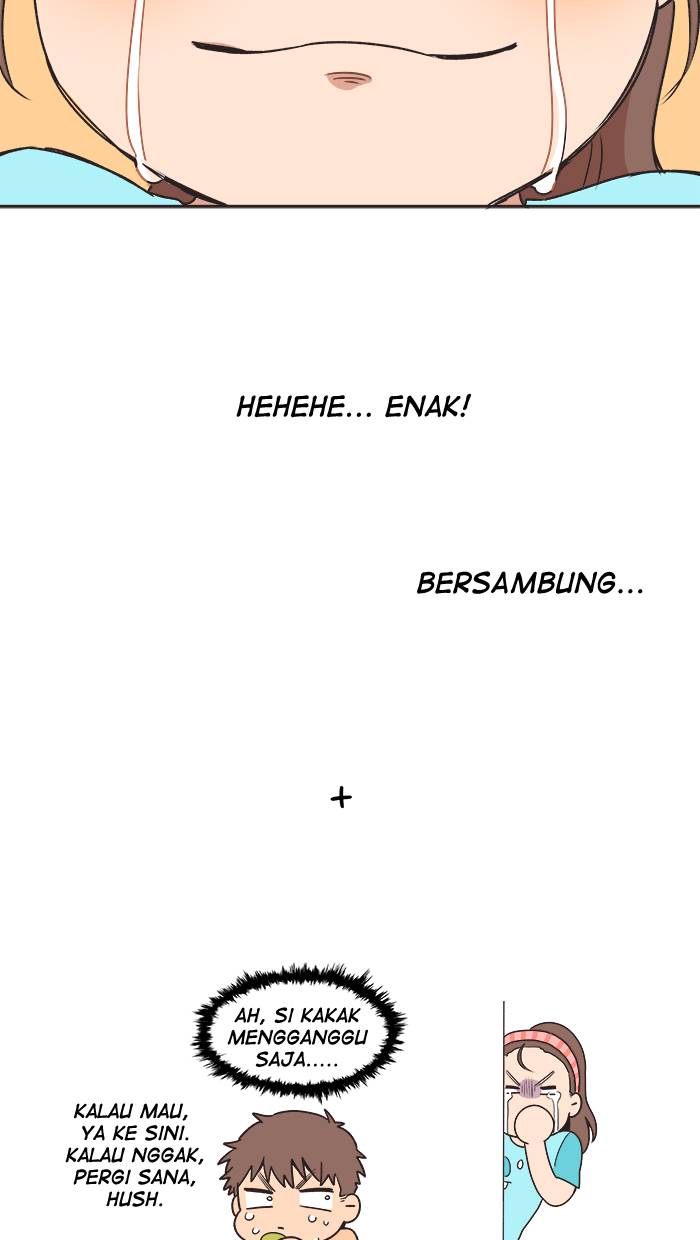 HEHEHE... ENAK!
BERSAMBUNG...
+
AH, SI KAKAK
MENGGANGGU
SAJA.....
KALAU MAU,
YA KE SINI.
KALAU NGGAK,
PERGI SANA,
HUSH.